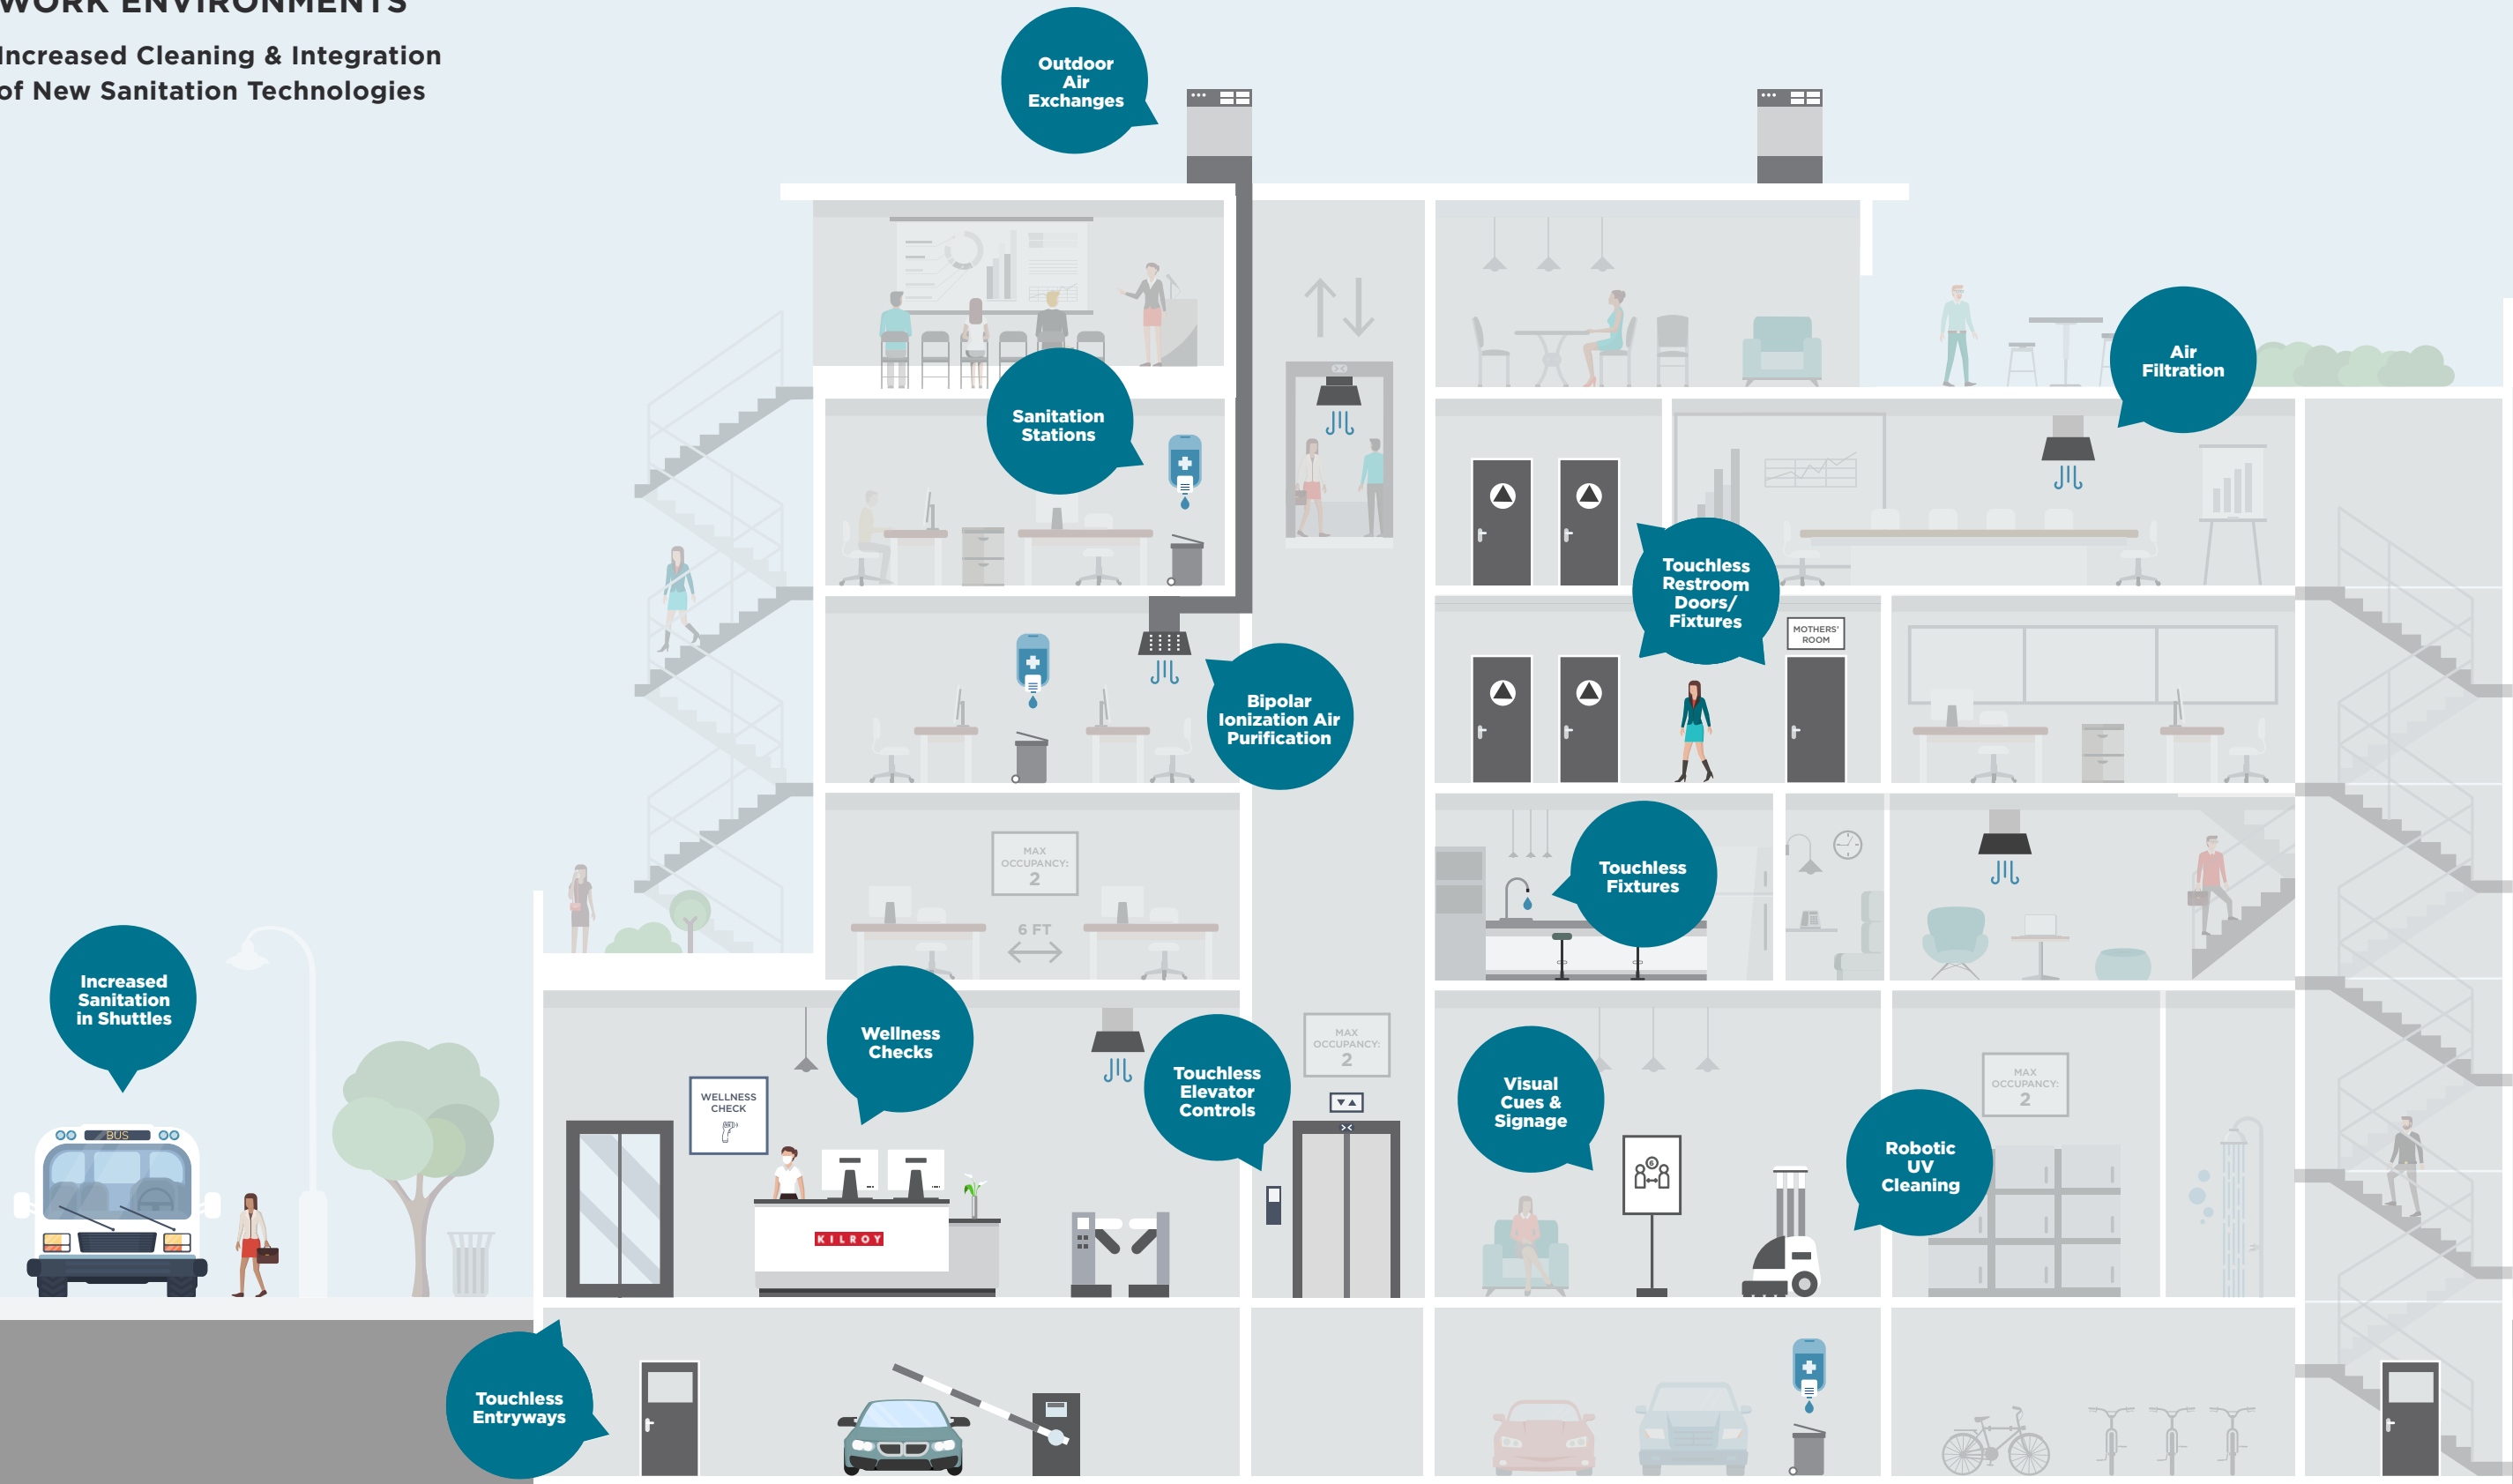 WORK ENVIRONMENTS
Increased Cleaning & Integration
of New Sanitation Technologies
Outdoor
Air
Exchanges
Air
Filtration
Sanitation
Stations
Touchless
Restroom
Doors/
Fixtures
MOTHERS'
ROOM
Bipolar
Ionization Air
Purification
MAX
OCCUPANCY:
2
6 FT
Touchless
Fixtures
Increased
Sanitation
in Shuttles
BUS
WELLNESS
CHECK
Wellness
Checks
KILROY
Touchless
Elevator
Controls
MAX
OCCUPANCY:
2
Visual
Cues &
Signage
6
Robotic
UV
Cleaning
MAX
OCCUPANCY:
2
Touchless
Entryways